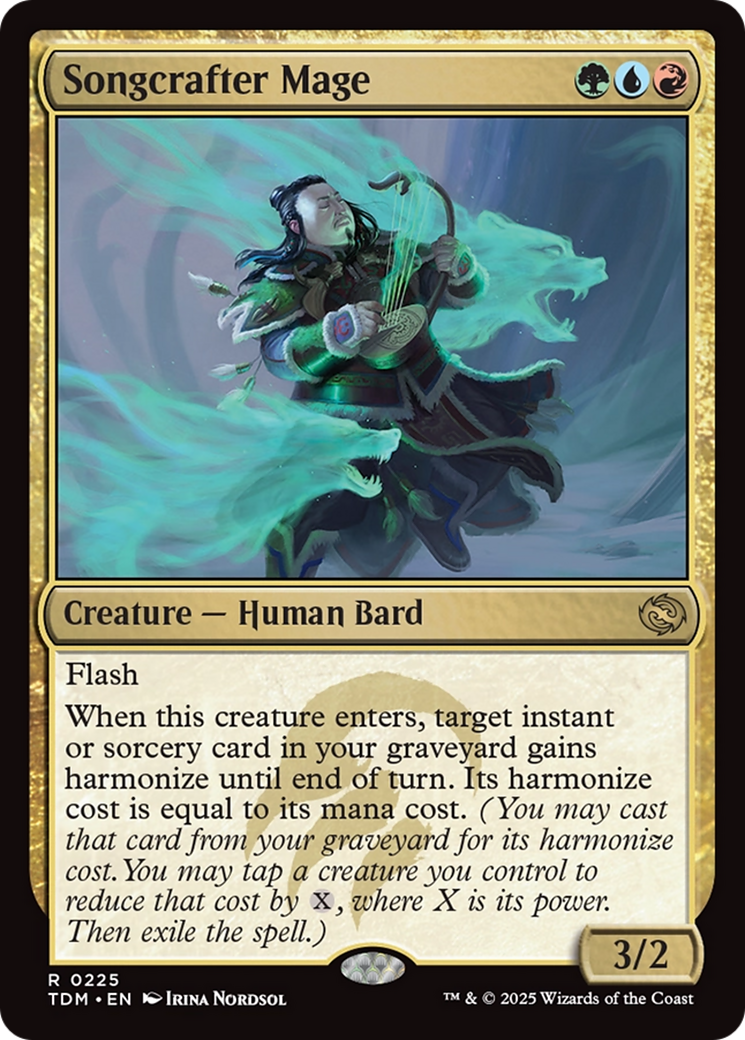 Songcrafter Mage
Creature — Human Bard
Flash
When this creature enters, target instant
or sorcery card in your graveyard gains
harmonize until end of turn. Its harmonize
cost is equal to its mana cost. (You may cast
that card from your graveyard for its harmonize
cost. You may tap a creature you control to
reduce that cost by X, where X is its power.
Then exile the spell.)
3/2
R 0225
TDM • EN Irina Nordsol
™ & © 2025 Wizards of the Coast